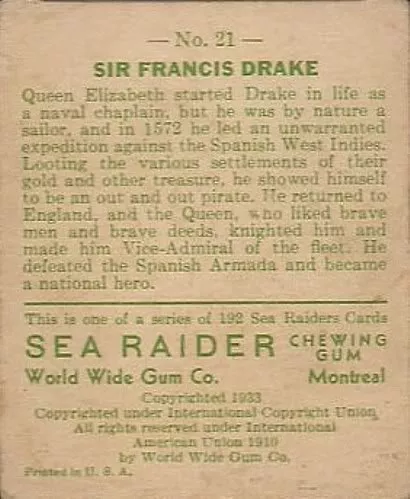 — No. 21 —
SIR FRANCIS DRAKE
Queen Elizabeth started Drake in life as
a naval chaplain, but he was by nature a
sailor, and in 1572 he led an unwarranted
expedition against the Spanish West Indies.
Looting the various settlements of their
gold and other treasure, he showed himself
to be an out and out pirate. He returned to
England, and the Queen, who liked brave
men and brave deeds, knighted him and
made him Vice-Admiral of the fleet. He
defeated the Spanish Armada and became
a national hero.
This is one of a series of 192 Sea Raiders Cards
SEA RAIDER CHEWING GUM
World Wide Gum Co. Montreal
Copyrighted 1933
Copyrighted under International Copyright Union
All rights reserved under International
American Union 1910
by World Wide Gum Co.
Printed in U. S. A.